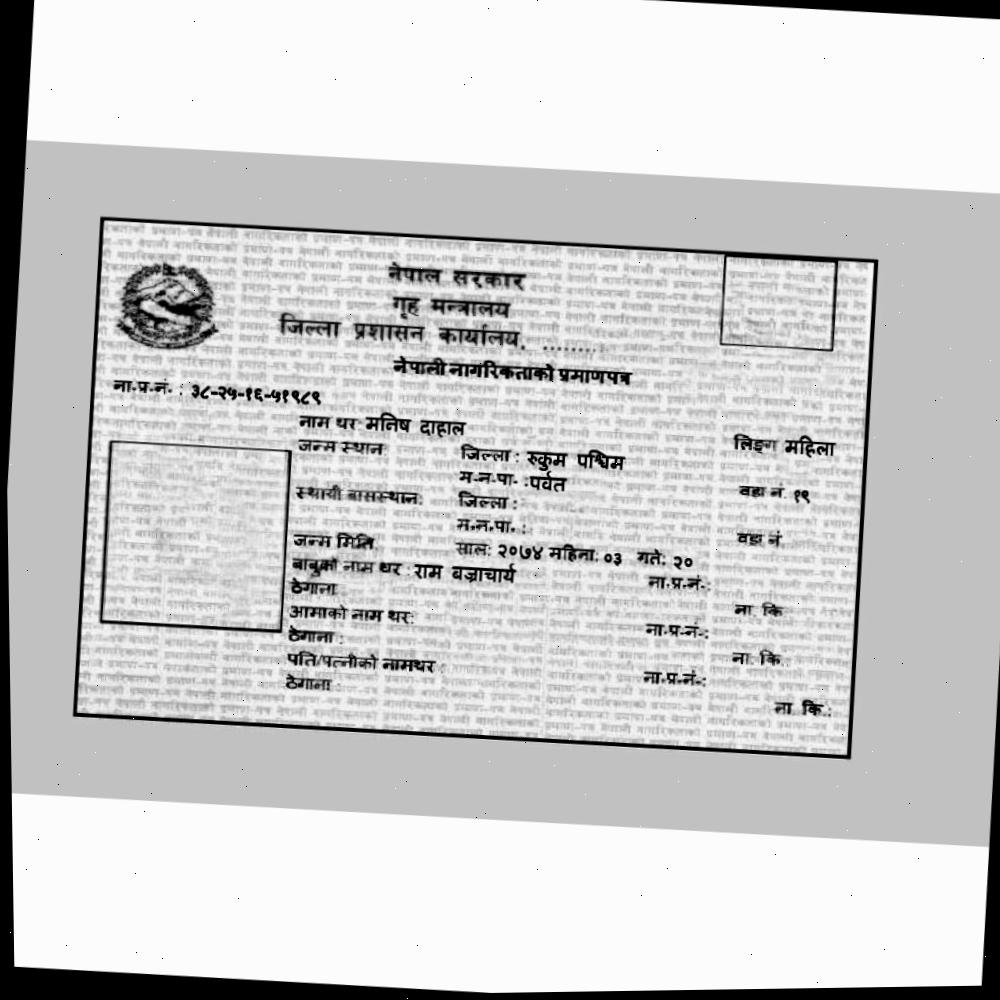 नेपाल सरकार
गृह मन्त्रालय
जिल्ला प्रशासन कार्यालय, ........
नेपाली नागरिकताको प्रमाणपत्र
ना.प्र.नं. : ३८-२५-१६-५१९८९
नाम थर मनिष दाहाल लिङ्ग महिला
जन्म स्थान जिल्ला : रुकुम पश्चिम
म.न.पा. :पर्वत वडा नं. १९
स्थायी बासस्थान: जिल्ला :
म.न.पा. : वडा नं
जन्म मिति साल: २०७४ महिना: ०३ गते: २०
बाबुको नाम थर : राम बज्राचार्य ना.प्र.नं.:
ठेगाना ना. कि
आमाको नाम थर: ना.प्र.नं.:
ठेगाना : ना. कि.
पति/पत्नीको नामथर : ना.प्र.नं.:
ठेगाना : ना. कि.: